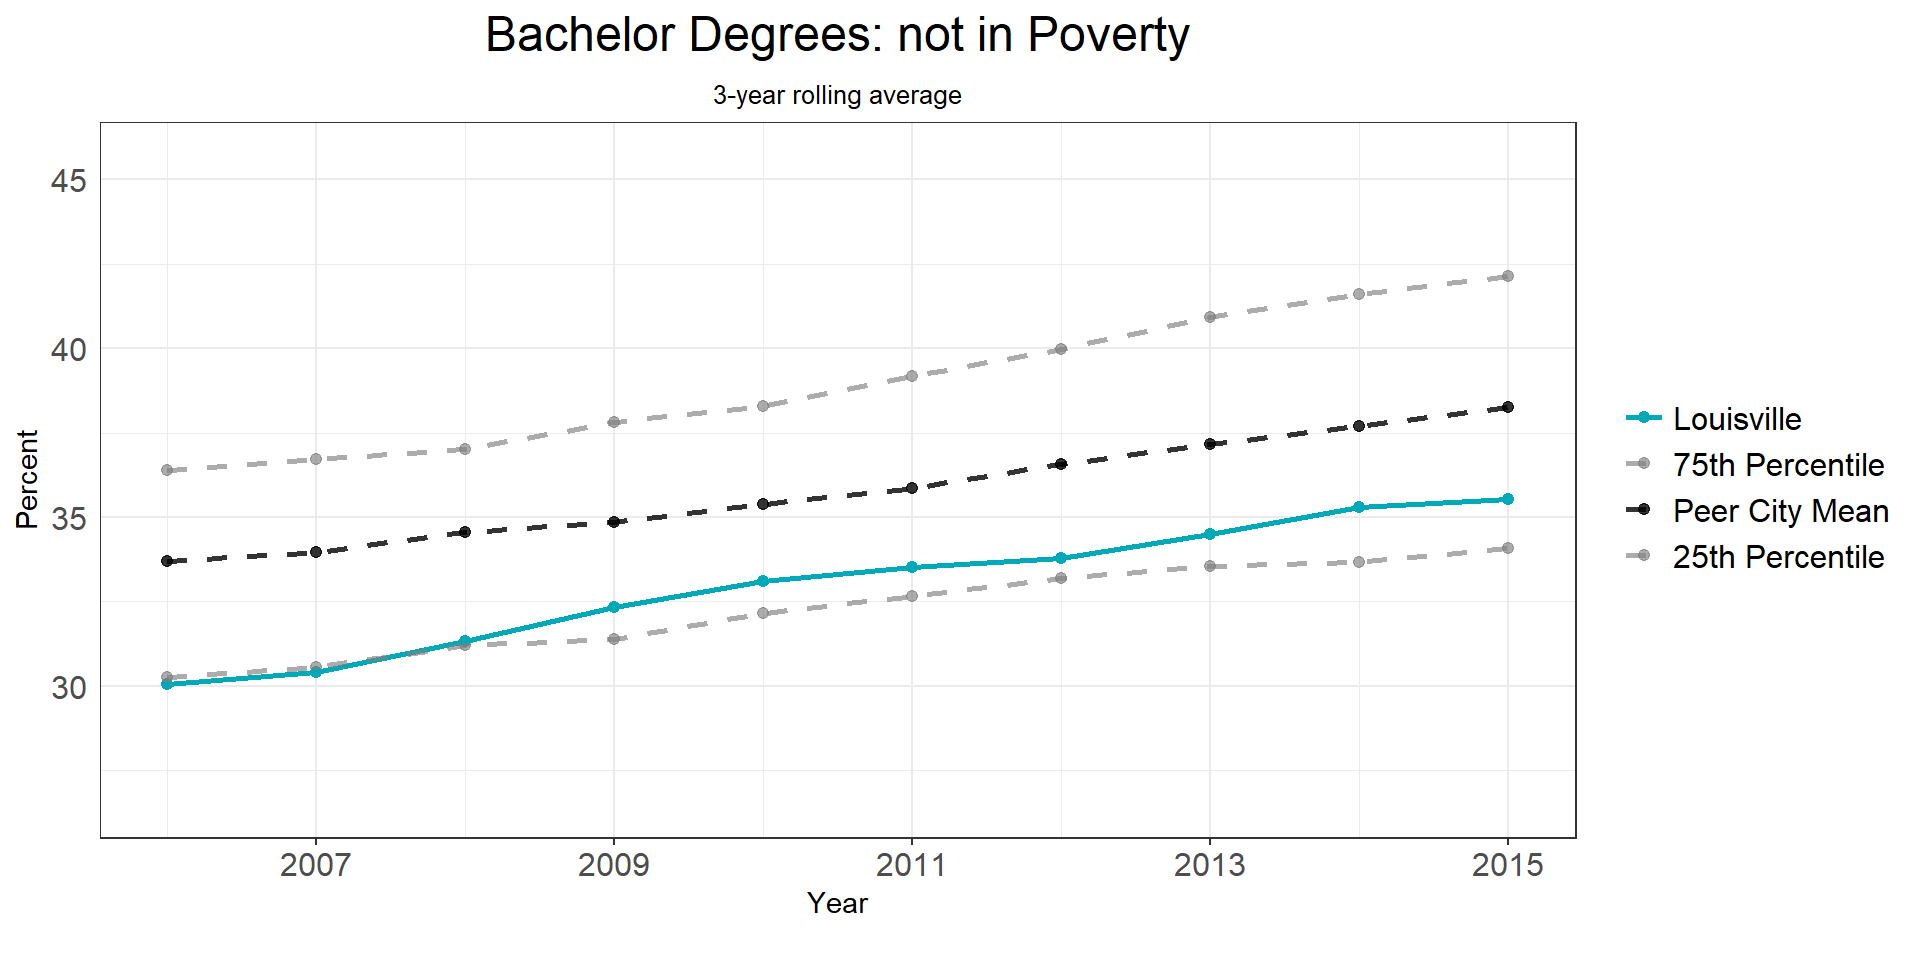 Bachelor Degrees: not in Poverty
3-year rolling average
45
40
35
30
Percent
2007 2009 2011 2013 2015
Year
Louisville
75th Percentile
Peer City Mean
25th Percentile